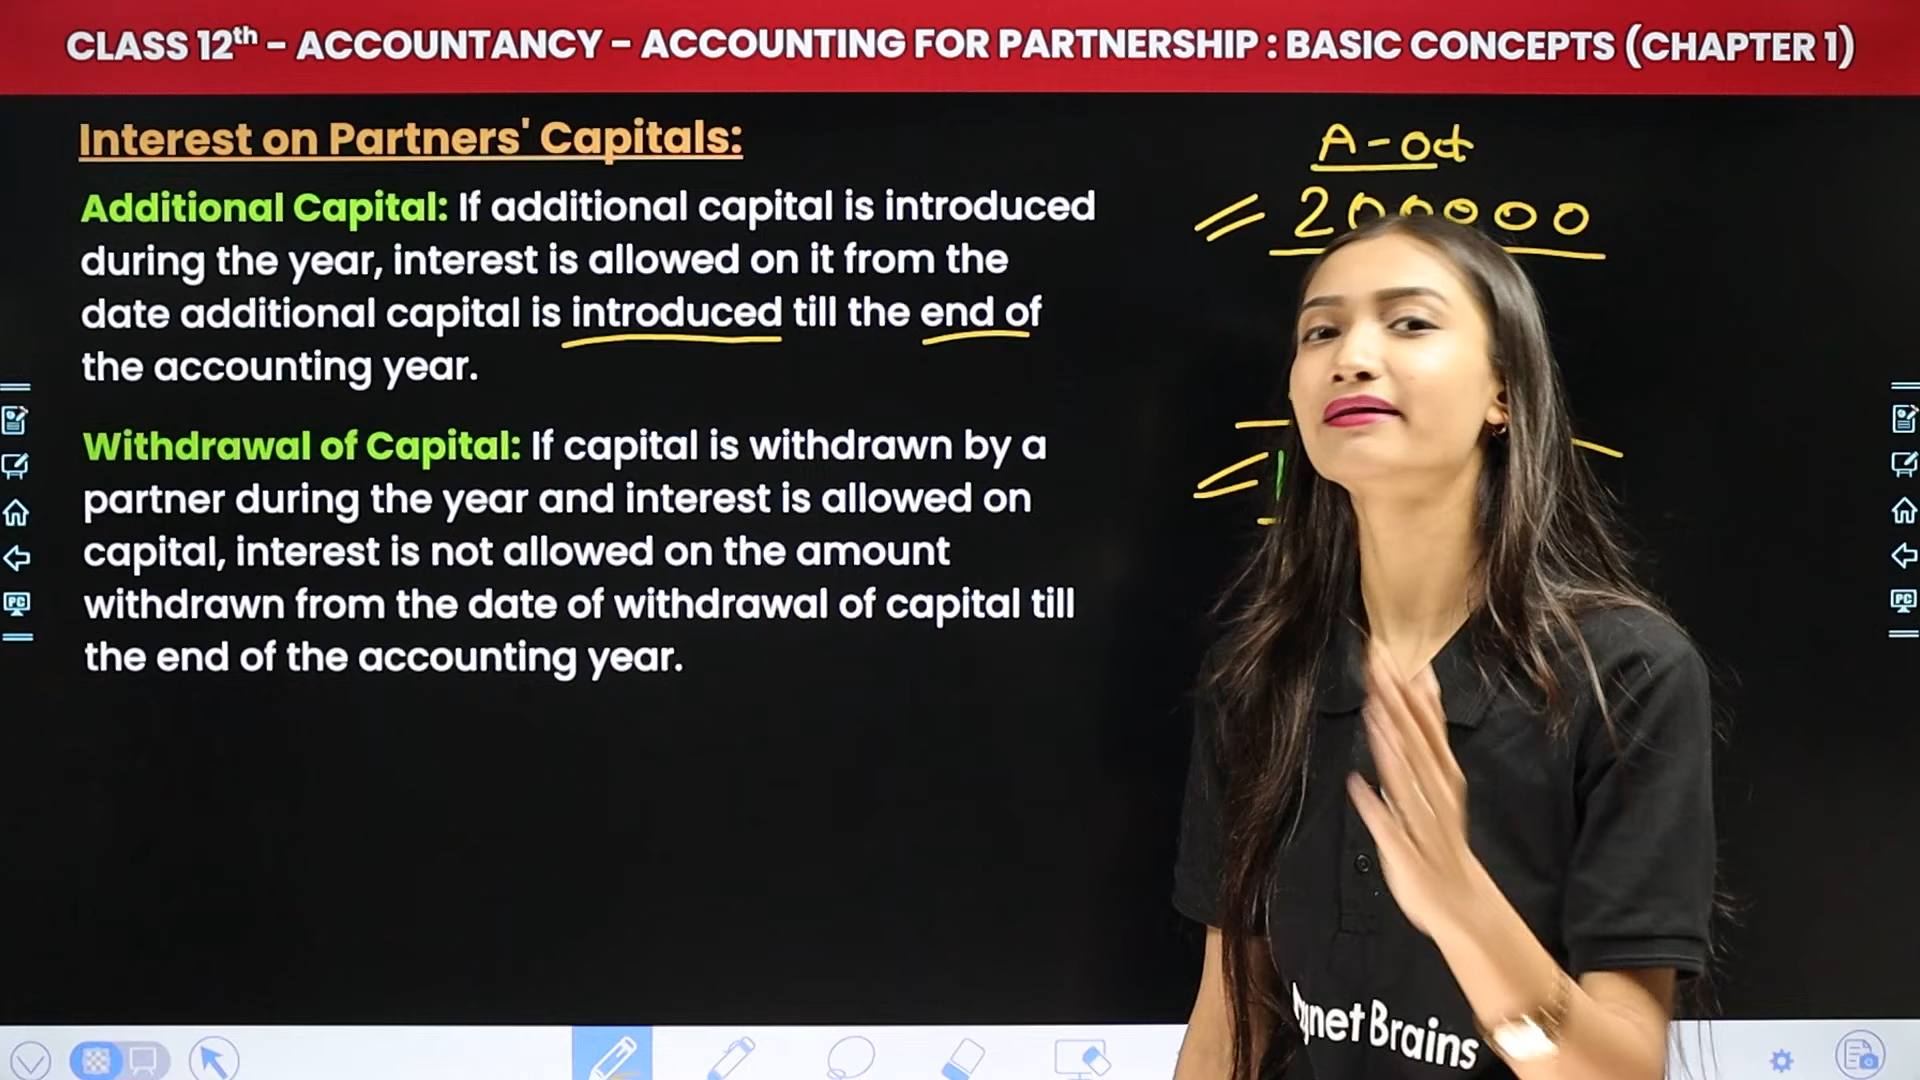 CLASS 12th - ACCOUNTANCY - ACCOUNTING FOR PARTNERSHIP : BASIC CONCEPTS (CHAPTER 1)
Interest on Partners' Capitals:
Additional Capital: If additional capital is introduced
during the year, interest is allowed on it from the
date additional capital is introduced till the end of
the accounting year.
Withdrawal of Capital: If capital is withdrawn by a
partner during the year and interest is allowed on
capital, interest is not allowed on the amount
withdrawn from the date of withdrawal of capital till
the end of the accounting year.
A - Oct
= 200000
PC
PC
Brains